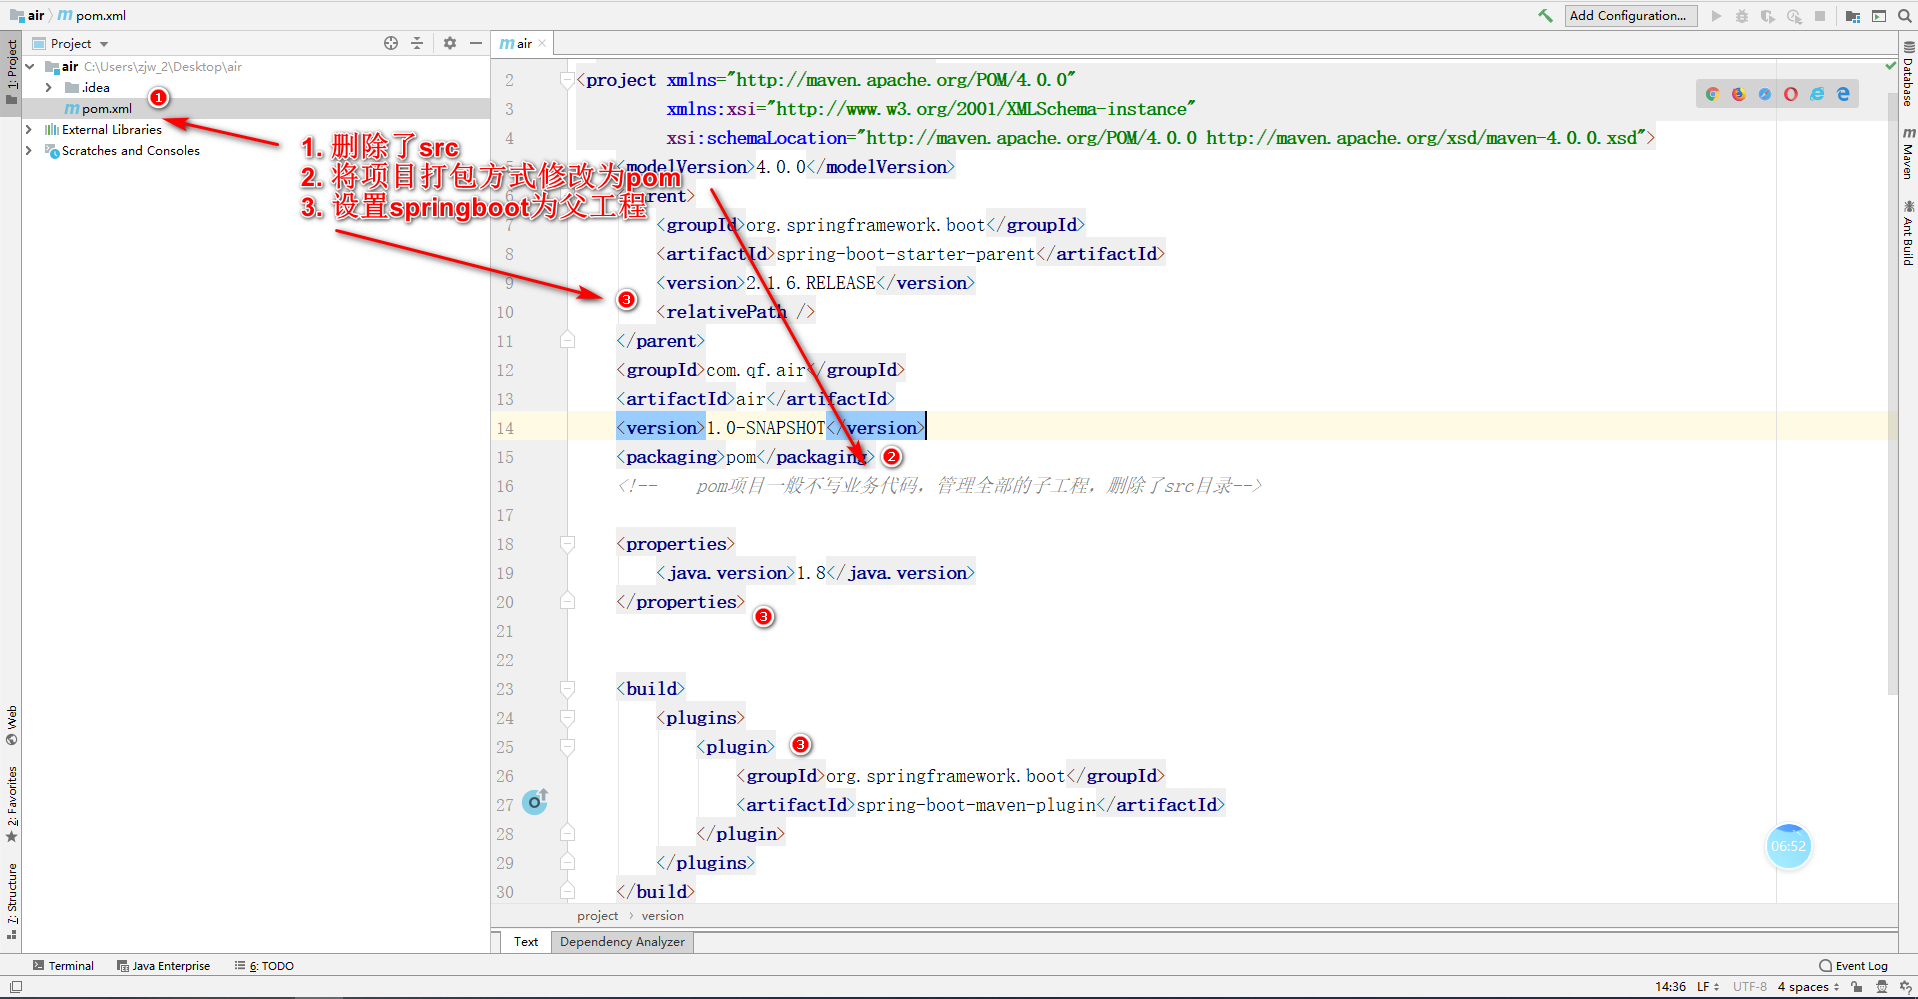 air
pom.xml
Add Configuration...
1: Project
Project
air
air C:\Users\zjw_2\Desktop\air
.idea
pom.xml
External Libraries
Scratches and Consoles
1
1. 删除了src
2. 将项目打包方式修改为pom
3. 设置springboot为父工程
2 <project xmlns="http://maven.apache.org/POM/4.0.0"
3 xmlns:xsi="http://www.w3.org/2001/XMLSchema-instance"
4 xsi:schemaLocation="http://maven.apache.org/POM/4.0.0 http://maven.apache.org/xsd/maven-4.0.0.xsd">
<modelVersion>4.0.0</modelVersion>
rent>
7 <groupId>org.springframework.boot</groupId>
8 <artifactId>spring-boot-starter-parent</artifactId>
9 <version>2.1.6.RELEASE</version>
3
10 <relativePath />
11 </parent>
12 <groupId>com.qf.air</groupId>
13 <artifactId>air</artifactId>
14 <version>1.0-SNAPSHOT</version>
15 <packaging>pom</packaging> 2
16 <!-- pom项目一般不写业务代码，管理全部的子工程，删除了src目录-->
17
18 <properties>
19 <java.version>1.8</java.version>
20 </properties>
3
21
22
23 <build>
24 <plugins>
25 <plugin> 3
26 <groupId>org.springframework.boot</groupId>
27 <artifactId>spring-boot-maven-plugin</artifactId>
28 </plugin>
29 </plugins>
30 </build>
06:52
project › version
Text
Dependency Analyzer
Database
Maven
Ant Build
Web
2: Favorites
7: Structure
Terminal
Java Enterprise
6: TODO
Event Log
14:36 LF UTF-8 4 spaces